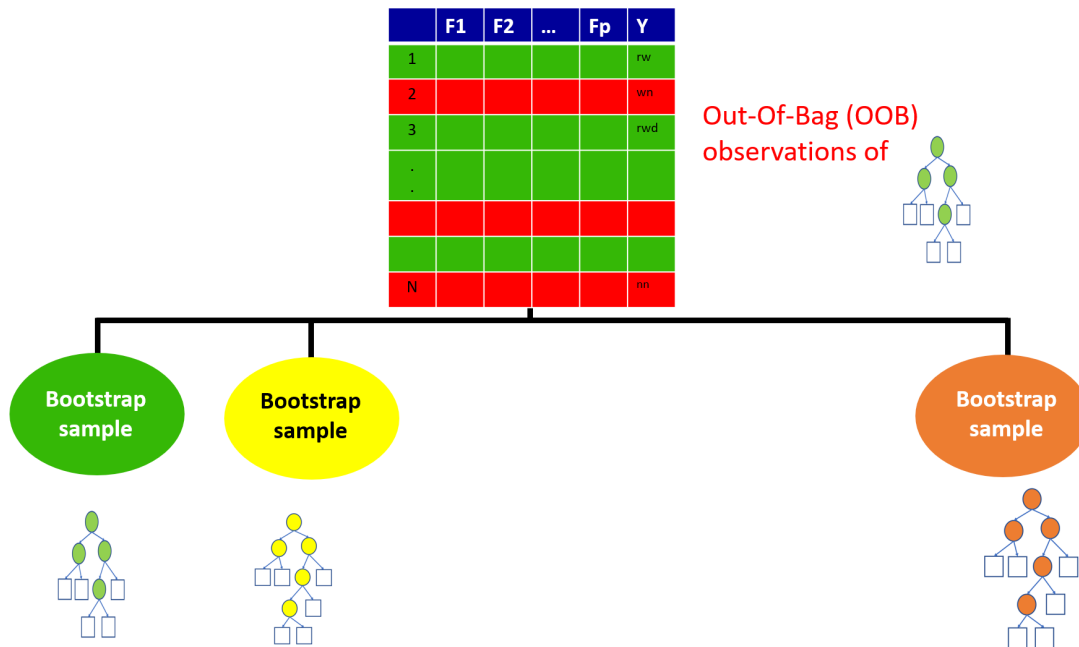 F1 F2 ... Fp Y
1 rw
2 wn
3 rwd
.
.
N nn
Out-Of-Bag (OOB)
observations of
Bootstrap
sample
Bootstrap
sample
Bootstrap
sample